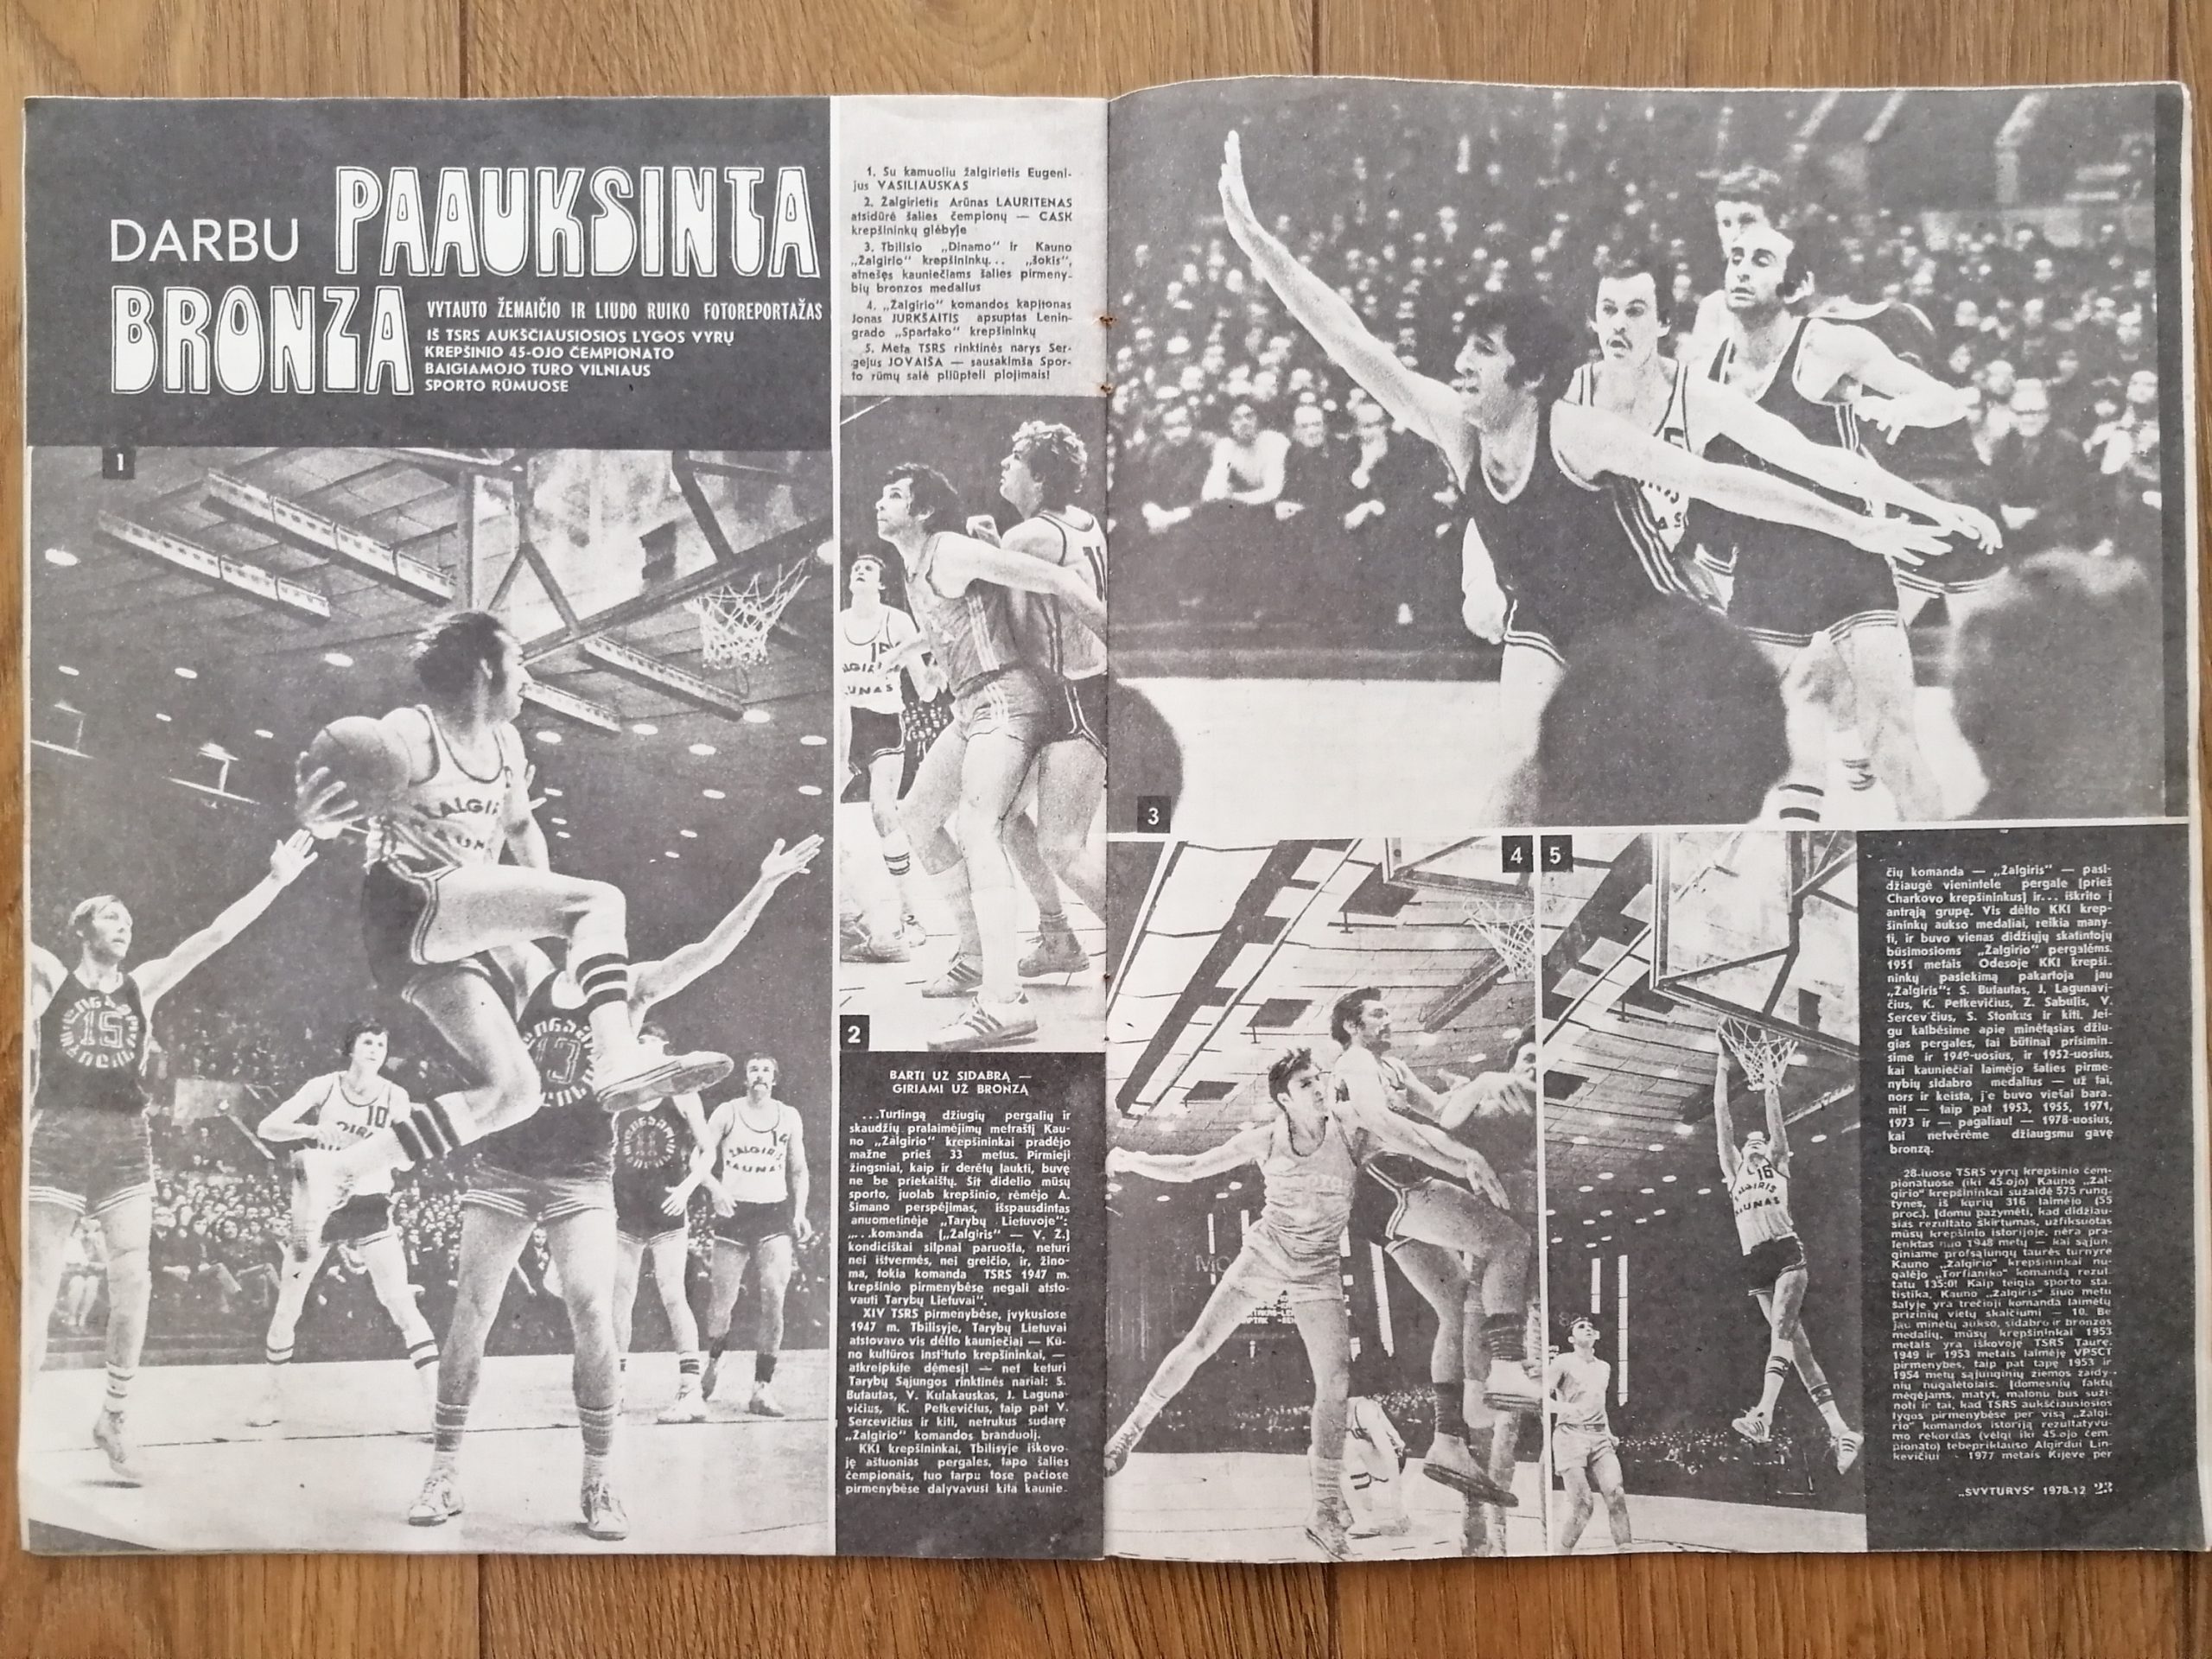 DARBU PAAUKSINTA
BRONZA
VYTAUTO ŽEMAIČIO IR LIUDO RUIKO FOTOREPORTAŽAS
IŠ TSRS AUKŠČIAUSIOSIOS LYGOS VYRŲ
KREPŠINIO 45-OJO ČEMPIONATO
BAIGIAMOJO TURO VILNIAUS
SPORTO RŪMUOSE
1. Su kamuoliu žalgirietis Eugeni-
jus VASILIAUSKAS
2. Žalgirietis Arūnas LAURITENAS
atsidūrė šalies čempionų — CASK
krepšininkų glėbyje
3. Tbilisio „Dinamo" ir Kauno
„Žalgirio" krepšininkų... „šokis",
atnešęs kauniečiams šalies pirmeny-
bių bronzos medalius
4. „Žalgirio" komandos kapitonas
Jonas JURKŠAITIS apsuptas Lenin-
grado „Spartako" krepšininkų
5. Meta TSRS rinktinės narys Ser-
gejus JOVAIŠA — sausakimša Spor-
to rūmų salė pliūpteli plojimais!
1
15
13
10
ŽALGIRIS
KAUNAS
14
2
15
3
4
5
16
BARTI UŽ SIDABRĄ —
GIRIAMI UŽ BRONZĄ
...Turtingą džiugių pergalių ir
skaudžių pralaimėjimų metraštį Kau-
no „Žalgirio" krepšininkai pradėjo
mažne prieš 33 metus. Pirmieji
žingsniai, kaip ir derėtų laukti, buvę
ne be priekaištų. Šit didelio mūsų
sporto, juolab krepšinio, rėmėjo A.
Šimano perspėjimas, išspausdintas
anuometinėje „Tarybų Lietuvoje":
„...komanda [„Žalgiris" — V. Ž.]
kondiciškai silpnai paruošta, neturi
nei ištvermės, nei greičio, ir, žino-
ma, tokia komanda TSRS 1947 m.
krepšinio pirmenybėse negali atsto-
vauti Tarybų Lietuvai".
XIV TSRS pirmenybėse, įvykusiose
1947 m. Tbilisyje, Tarybų Lietuvai
atstovavo vis dėlto kauniečiai — Kū-
no kultūros instituto krepšininkai, —
atkreipkite dėmesį! — net keturi
Tarybų Sąjungos rinktinės nariai: S.
Butautas, V. Kulakauskas, J. Laguna-
vičius, K. Petkevičius, taip pat V.
Sercevičius ir kiti, netrukus sudarę
„Žalgirio" komandos branduolį.
KKI krepšininkai, Tbilisyje iškovo-
ję aštuonias pergales, tapo šalies
čempionais, tuo tarpu tose pačiose
pirmenybėse dalyvavusi kita kaunie-
čių komanda — „Žalgiris" — pasi-
džiaugė vienintele pergale [prieš
Charkovo krepšininkus] ir... iškrito į
antrąją grupę. Vis dėlto KKI krep-
šininkų aukso medaliai, reikia many-
ti, ir buvo vienas didžiųjų skatintojų
būsimosioms „Žalgirio" pergalėms.
1951 metais Odesoje KKI krepši-
ninkų pasiekimą pakartoja jau
„Žalgiris": S. Butautas, J. Lagunavi-
čius, K. Petkevičius, Z. Sabulis, V.
Sercevičius, S. Stonkus ir kiti. Jei-
gu kalbėsime apie minėtąsias džiu-
gias pergales, tai būtinai prisimin-
sime ir 1949-uosius, ir 1952-uosius,
kai kauniečiai laimėjo šalies pirme-
nybių sidabro medalius — už tai,
nors ir keista, jie buvo viešai bara-
mi! — taip pat 1953, 1955, 1971,
1973 ir — pagaliau! — 1978-uosius,
kai netvėrėme džiaugsmu gavę
bronzą.
28-iuose TSRS vyrų krepšinio čem-
pionatuose (iki 45-ojo) Kauno „Žal-
girio" krepšininkai sužaidė 575 rung-
tynes, iš kurių 316 laimėjo (55
proc.). Įdomu pažymėti, kad didžiau-
sias rezultato skirtumas, užfiksuotas
mūsų krepšinio istorijoje, nėra pra-
lenktas nuo 1948 metų — kai sąjun-
giniame profsąjungų taurės turnyre
Kauno „Žalgirio" krepšininkai nu-
galėjo „Torfianiko" komandą rezul-
tatu 135:0! Kaip teigia sporto sta-
tistika, Kauno „Žalgiris" šiuo metu
šalyje yra trečioji komanda laimėtų
prizinių vietų skaičiumi — 10. Be
jau minėtų aukso, sidabro ir bronzos
medalių, mūsų krepšininkai 1953
metais yra iškovoję TSRS Taurę,
1949 ir 1953 metais laimėję VPSCT
pirmenybes, taip pat tapę 1953 ir
1954 metų sąjunginių žiemos žaidy-
nių nugalėtojais. Įdomesnių faktų
mėgėjams, matyt, malonu bus suži-
noti ir tai, kad TSRS aukščiausiosios
lygos pirmenybėse per visą „Žalgi-
rio" komandos istoriją rezultatyvu-
mo rekordas (vėlgi iki 45-ojo čem-
pionato) tebepriklauso Algirdui Lin-
kevičiui - 1977 metais Kijeve per
„ŠVYTURYS" 1978-12 23